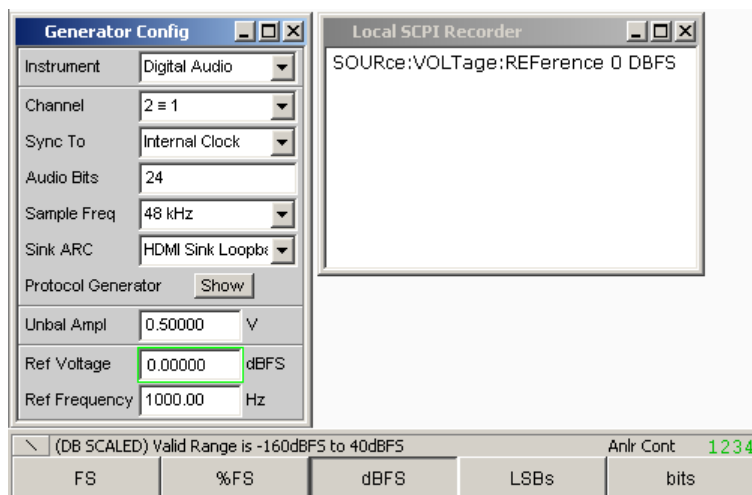 Generator Config
Instrument Digital Audio
Channel 2 ≡ 1
Sync To Internal Clock
Audio Bits 24
Sample Freq 48 kHz
Sink ARC HDMI Sink Loopba
Protocol Generator Show
Unbal Ampl 0.50000 V
Ref Voltage 0.00000 dBFS
Ref Frequency 1000.00 Hz
Local SCPI Recorder
SOURce:VOLTage:REFerence 0 DBFS
(DB SCALED) Valid Range is -160dBFS to 40dBFS Anlr Cont 1234
FS %FS dBFS LSBs bits